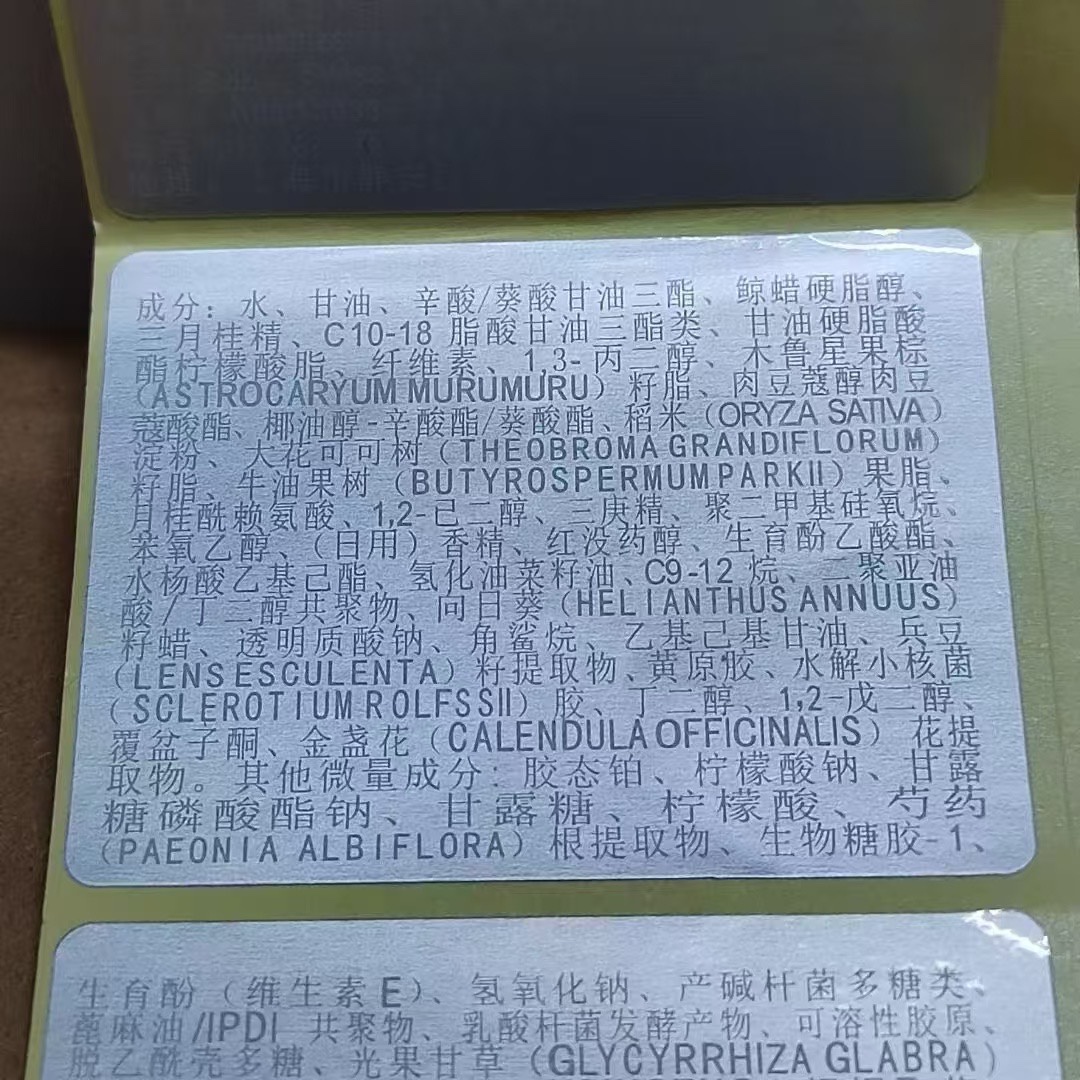 成分：水、甘油、辛酸/葵酸甘油三酯、鲸蜡硬脂醇、
三月桂精、C10-18 脂酸甘油三酯类、甘油硬脂酸
酯柠檬酸脂、纤维素、1,3-丙二醇、木鲁星果棕
（ASTROCARYUM MURUMURU）籽脂、肉豆蔻醇肉豆
蔻酸酯、椰油醇-辛酸酯/葵酸酯、稻米（ORYZA SATIVA）
淀粉、大花可可树（THEOBROMA GRANDIFLORUM）
籽脂、牛油果树（BUTYROSPERMUM PARKII）果脂、
月桂酰赖氨酸、1,2-已二醇、三庚精、聚二甲基硅氧烷、
苯氧乙醇、（日用）香精、红没药醇、生育酚乙酸酯、
水杨酸乙基己酯、氢化油菜籽油、C9-12 烷、二聚亚油
酸/丁二醇共聚物、向日葵（HELIANTHUS ANNUUS）
籽蜡、透明质酸钠、角鲨烷、乙基己基甘油、兵豆
（LENS ESCULENTA）籽提取物、黄原胶、水解小核菌
（SCLEROTIUM ROLFSSII）胶、丁二醇、1,2-戊二醇、
覆盆子酮、金盏花（CALENDULA OFFICINALIS）花提
取物。其他微量成分：胶态铂、柠檬酸钠、甘露
糖磷酸酯钠、甘露糖、柠檬酸、芍药
（PAEONIA ALBIFLORA）根提取物、生物糖胶-1、
生育酚（维生素E）、氢氧化钠、产碱杆菌多糖类、
蓖麻油/IPDI 共聚物、乳酸杆菌发酵产物、可溶性胶原、
脱乙酰壳多糖、光果甘草（GLYCYRRHIZA GLABRA）